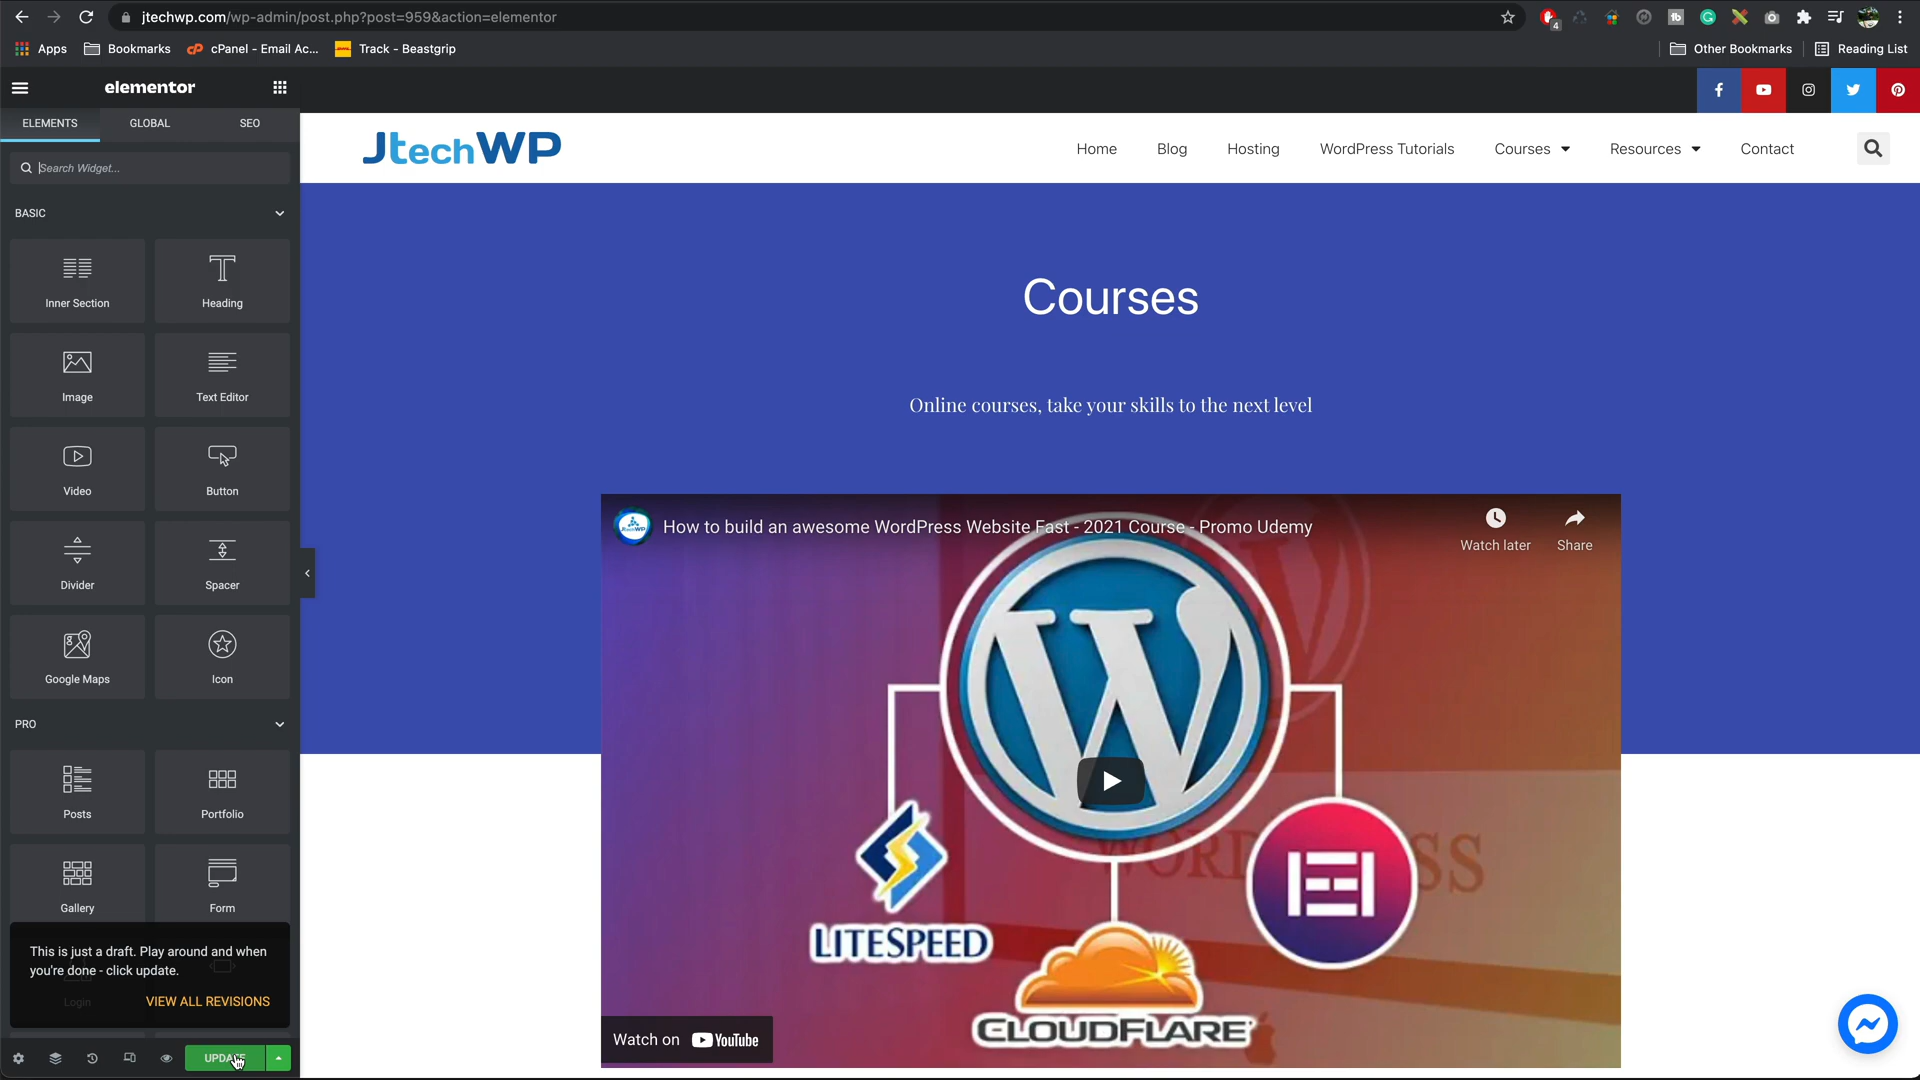 jtechwp.com/wp-admin/post.php?post=959&action=elementor
4
Apps
Bookmarks
cPanel - Email Ac...
Track - Beastgrip
Other Bookmarks
Reading List
elementor
ELEMENTS
GLOBAL
SEO
Search Widget...
BASIC
Inner Section
Heading
Image
Text Editor
Video
Button
Divider
Spacer
Google Maps
Icon
PRO
Posts
Portfolio
Gallery
Form
Login
This is just a draft. Play around and when
you're done - click update.
VIEW ALL REVISIONS
UPDATE
JtechWP
Home
Blog
Hosting
WordPress Tutorials
Courses
Resources
Contact
Courses
Online courses, take your skills to the next level
How to build an awesome WordPress Website Fast - 2021 Course - Promo Udemy
Watch later
Share
LITESPEED
CLOUDFLARE
Watch on YouTube